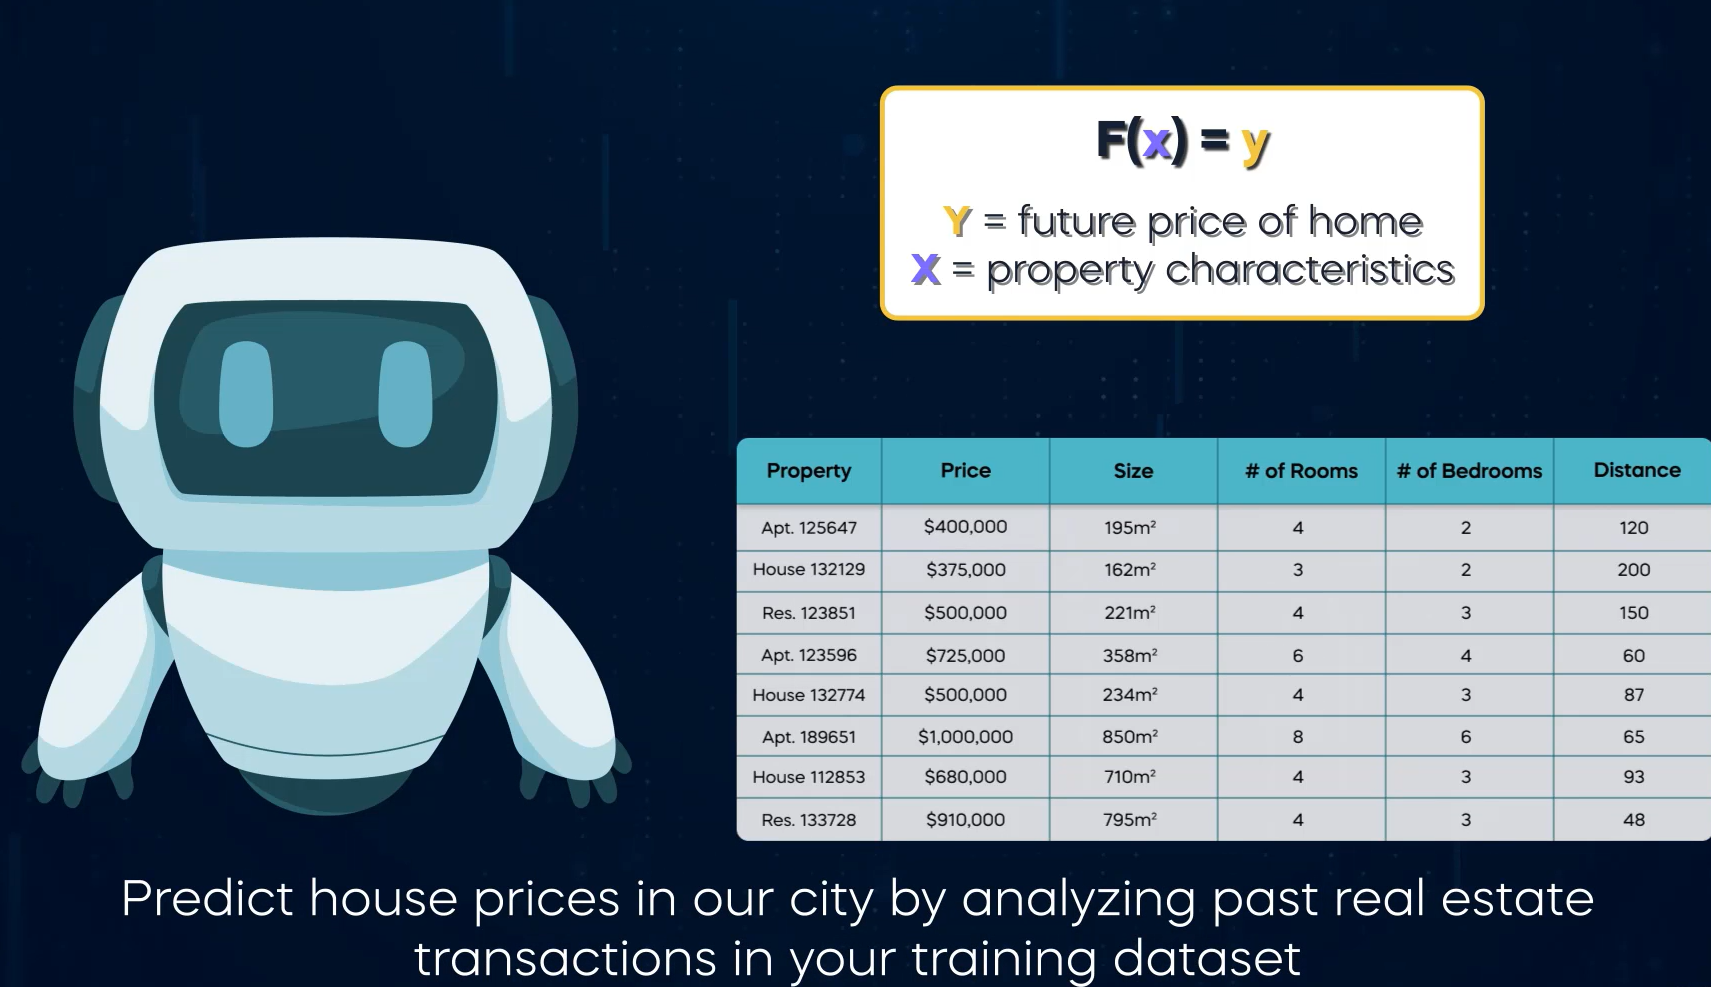 F(x) = y
Y = future price of home
X = property characteristics
Property Price Size # of Rooms # of Bedrooms Distance
Apt. 125647 $400,000 195m² 4 2 120
House 132129 $375,000 162m² 3 2 200
Res. 123851 $500,000 221m² 4 3 150
Apt. 123596 $725,000 358m² 6 4 60
House 132774 $500,000 234m² 4 3 87
Apt. 189651 $1,000,000 850m² 8 6 65
House 112853 $680,000 710m² 4 3 93
Res. 133728 $910,000 795m² 4 3 48
Predict house prices in our city by analyzing past real estate
transactions in your training dataset